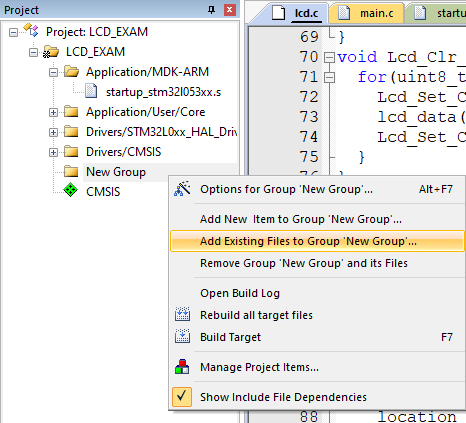 Project
Project: LCD_EXAM
LCD_EXAM
Application/MDK-ARM
startup_stm32l053xx.s
Application/User/Core
Drivers/STM32L0xx_HAL_Driv
Drivers/CMSIS
New Group
CMSIS
lcd.c
main.c
startu
69 }
70 void Lcd_Clr_
71 for(uint8_t
72 Lcd_Set_C
73 lcd_data(
74 Lcd_Set_C
75 }
76 }
Options for Group 'New Group'... Alt+F7
Add New Item to Group 'New Group'...
Add Existing Files to Group 'New Group'...
Remove Group 'New Group' and its Files
Open Build Log
Rebuild all target files
Build Target F7
Manage Project Items...
Show Include File Dependencies
88 location